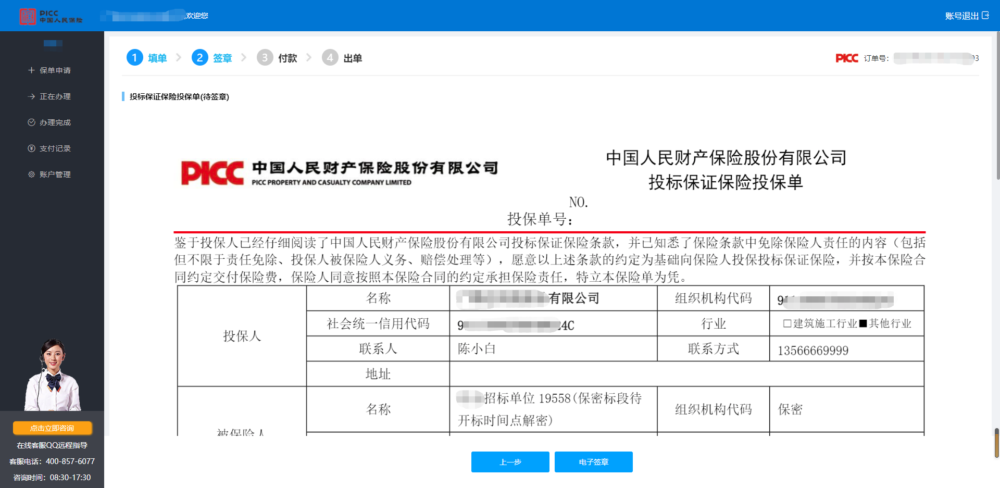 PICC
中国人民保险
欢迎您
账号退出
保单申请
正在办理
办理完成
支付记录
账户管理
点击立即咨询
在线客服QQ远程指导
客服电话：400-857-6077
咨询时间：08:30-17:30
1 填单 2 签章 3 付款 4 出单
PICC 订单号：
投标保证保险投保单(待签章)
PICC 中国人民财产保险股份有限公司
PICC PROPERTY AND CASUALTY COMPANY LIMITED
中国人民财产保险股份有限公司
投标保证保险投保单
NO.
投保单号：
鉴于投保人已经仔细阅读了中国人民财产保险股份有限公司投标保证保险条款，并已知悉了保险条款中免除保险人责任的内容（包括
但不限于责任免除、投保人被保险人义务、赔偿处理等），愿意以上述条款的约定为基础向保险人投保投标保证保险，并按本保险合
同约定交付保险费，保险人同意按照本保险合同的约定承担保险责任，特立本保险单为凭。
投保人
名称 有限公司 组织机构代码 9
社会统一信用代码 9 24C 行业 □建筑施工行业■其他行业
联系人 陈小白 联系方式 13566669999
地址
被保险人
名称 招标单位 19558(保密标段待
开标时间点解密) 组织机构代码 保密
上一步 电子签章